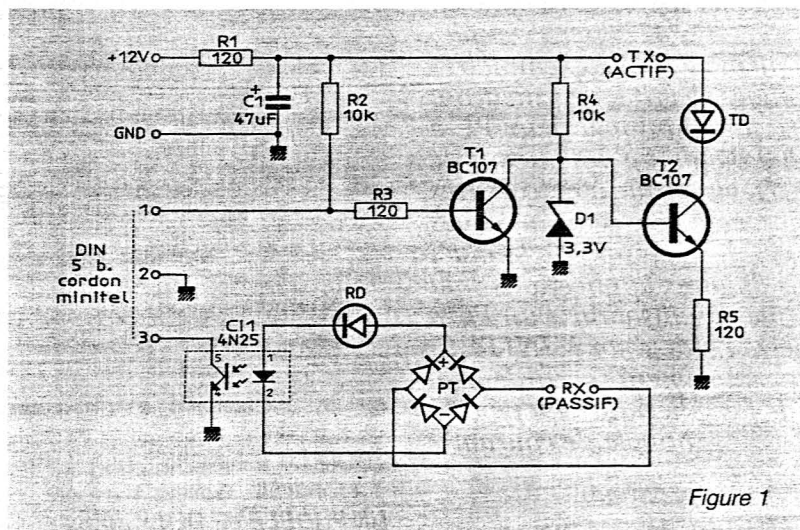 +12V
R1
120
TX
(ACTIF)
+
C1
47uF
R2
10k
R4
10k
TD
GND
T1
BC107
T2
BC107
1
R3
120
D1
3,3V
DIN
5 b.
cordon
minitel
2
RD
R5
120
3
CI1
4N25
5
4
1
2
+
PT
-
RX
(PASSIF)
Figure 1